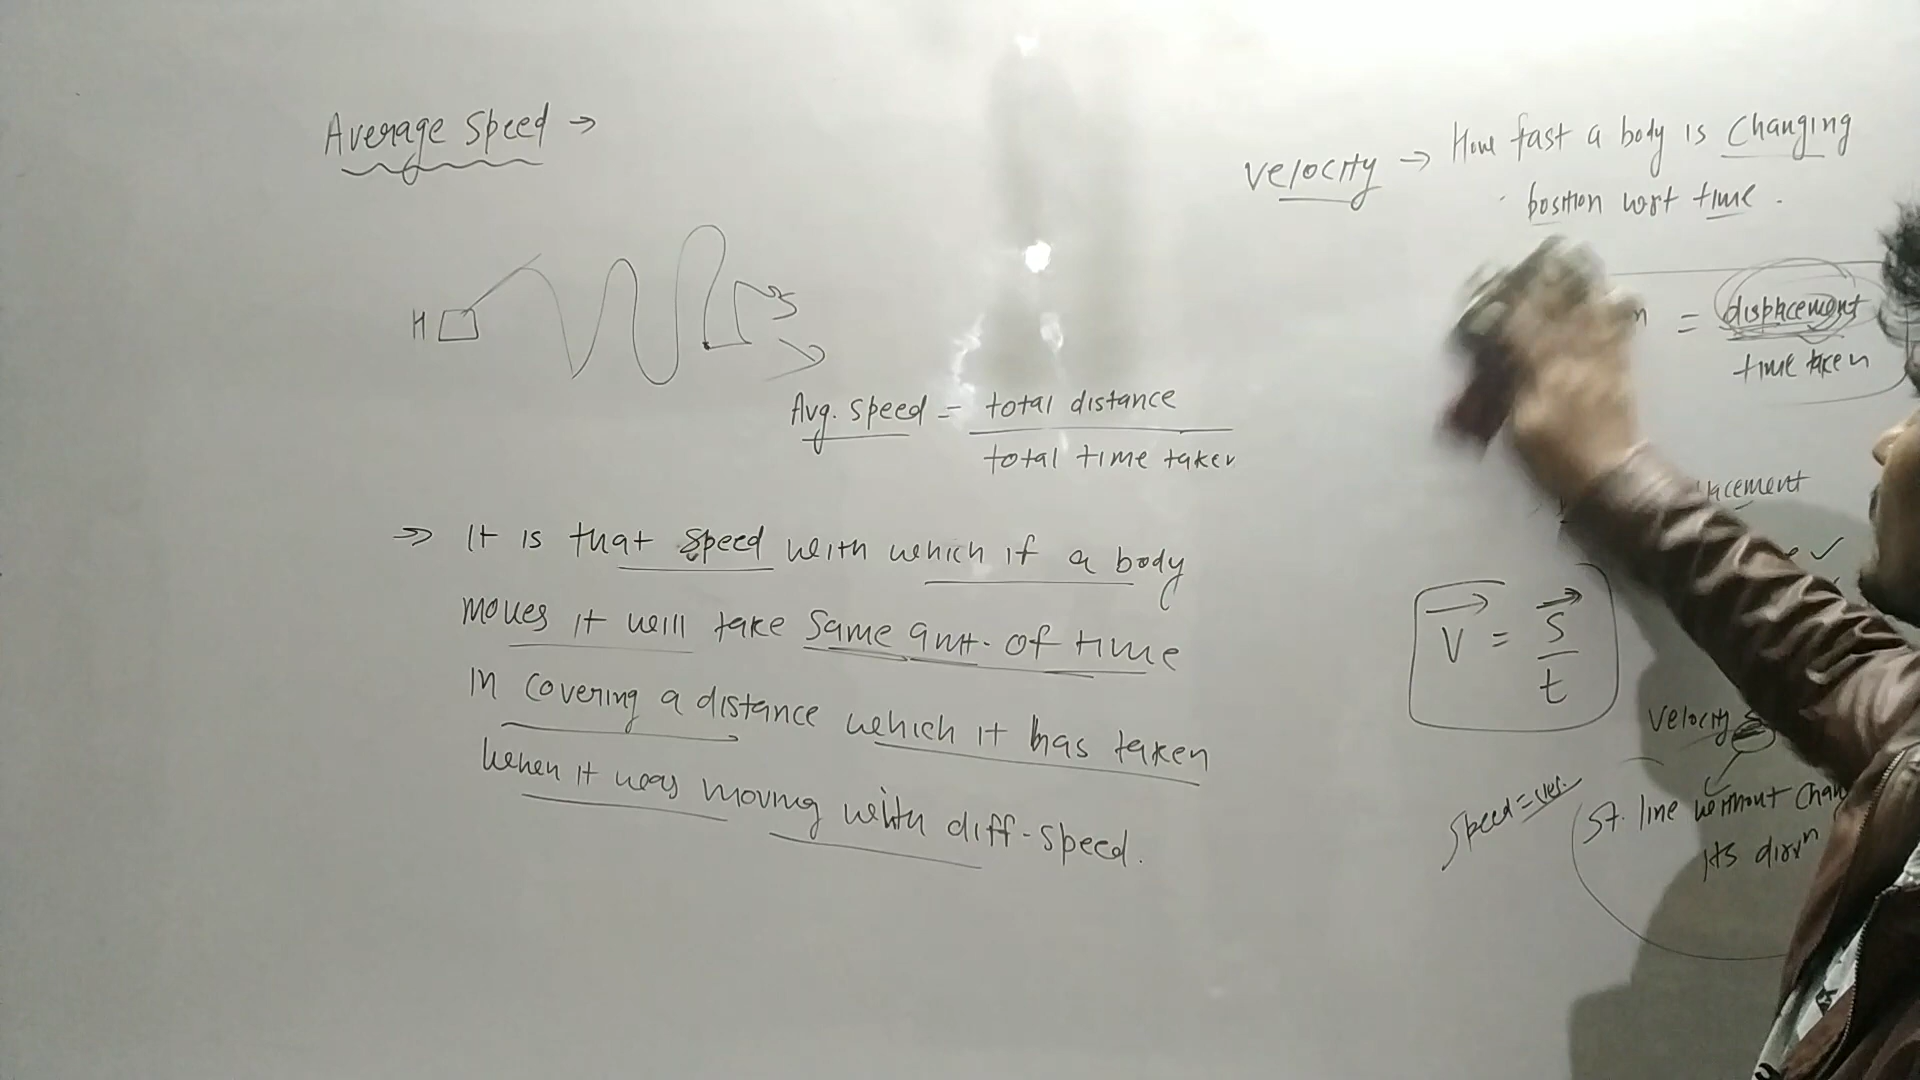 Average Speed →
H
S
Avg. Speed = total distance
total time taken
⇒ It is that speed with which if a body
moves it will take same amt. of time
in covering a distance which it has taken
when it was moving with diff-speed.
Velocity → How fast a body is changing
position wrt time.
= displacement
time taken
V = S
t
Velocity
Speed =
St. line without
its dirⁿ